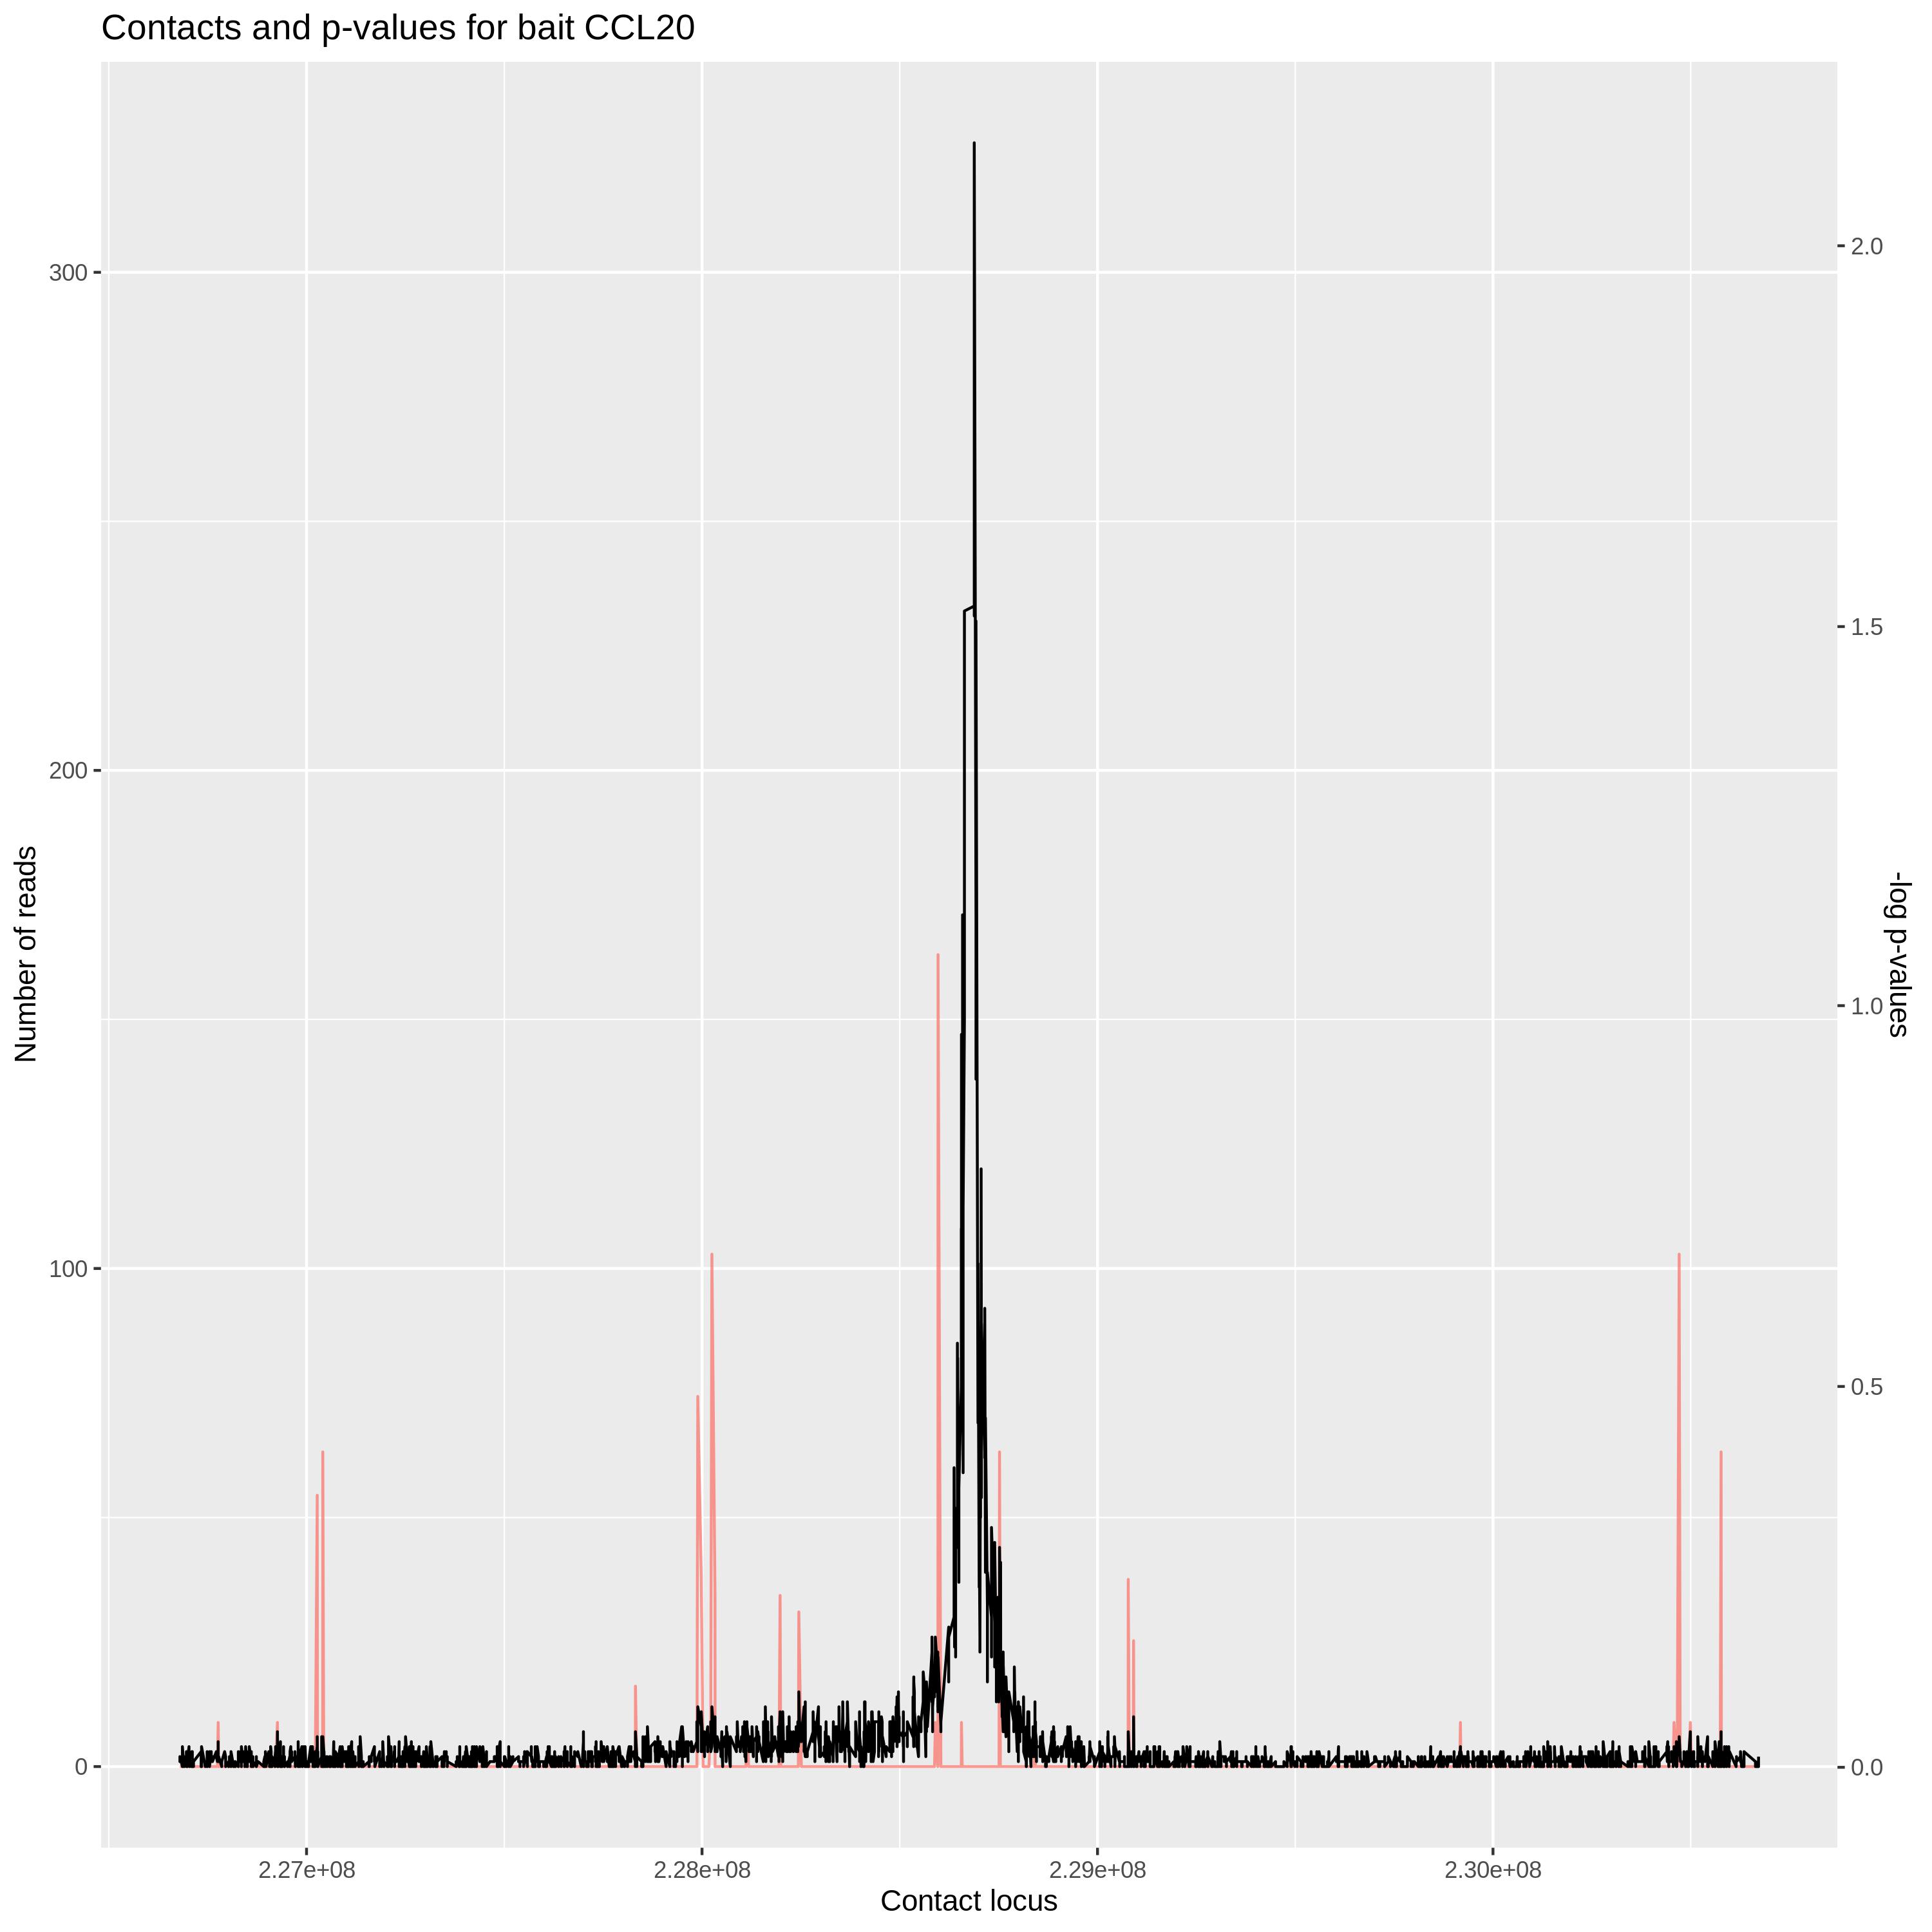 Contacts and p-values for bait CCL20
Number of reads
300
200
100
0
2.0
1.5
1.0
0.5
0.0
-log p-values
2.27e+08 2.28e+08 2.29e+08 2.30e+08
Contact locus